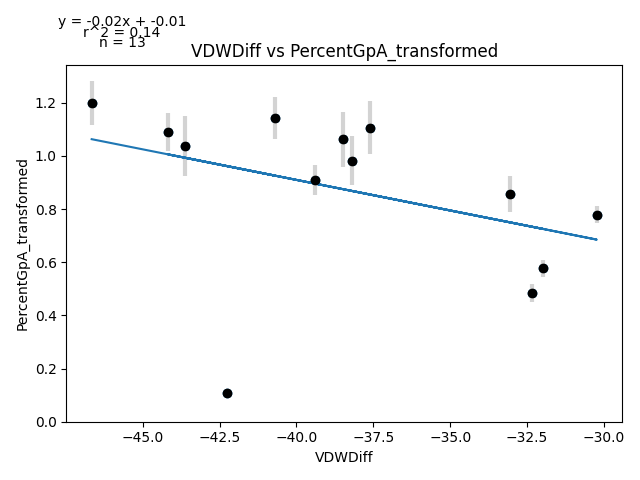 y = -0.02x + -0.01
r^2 = 0.14
n = 13
VDWDiff vs PercentGpA_transformed
1.2
1.0
0.8
0.6
0.4
0.2
0.0
PercentGpA_transformed
−45.0 −42.5 −40.0 −37.5 −35.0 −32.5 −30.0
VDWDiff